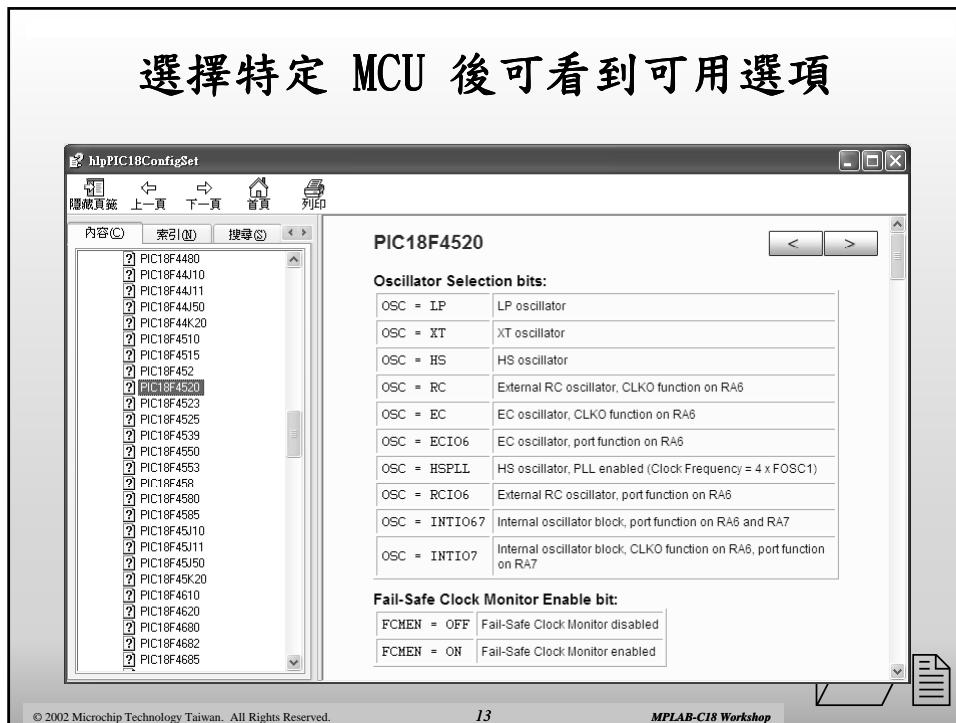 選擇特定 MCU 後可看到可用選項
hlpPIC18ConfigSet
隱藏頁籤 上一頁 下一頁 首頁 列印
內容(C) 索引(N) 搜尋(S)
PIC18F4480
PIC18F44J10
PIC18F44J11
PIC18F44J50
PIC18F44K20
PIC18F4510
PIC18F4515
PIC18F452
PIC18F4520
PIC18F4523
PIC18F4525
PIC18F4539
PIC18F4550
PIC18F4553
PIC18F458
PIC18F4580
PIC18F4585
PIC18F45J10
PIC18F45J11
PIC18F45J50
PIC18F45K20
PIC18F4610
PIC18F4620
PIC18F4680
PIC18F4682
PIC18F4685
PIC18F4520
< >
Oscillator Selection bits:
OSC = LP LP oscillator
OSC = XT XT oscillator
OSC = HS HS oscillator
OSC = RC External RC oscillator, CLKO function on RA6
OSC = EC EC oscillator, CLKO function on RA6
OSC = ECIO6 EC oscillator, port function on RA6
OSC = HSPLL HS oscillator, PLL enabled (Clock Frequency = 4 x FOSC1)
OSC = RCIO6 External RC oscillator, port function on RA6
OSC = INTIO67 Internal oscillator block, port function on RA6 and RA7
OSC = INTIO7 Internal oscillator block, CLKO function on RA6, port function
on RA7
Fail-Safe Clock Monitor Enable bit:
FCMEN = OFF Fail-Safe Clock Monitor disabled
FCMEN = ON Fail-Safe Clock Monitor enabled
© 2002 Microchip Technology Taiwan. All Rights Reserved. 13 MPLAB-C18 Workshop